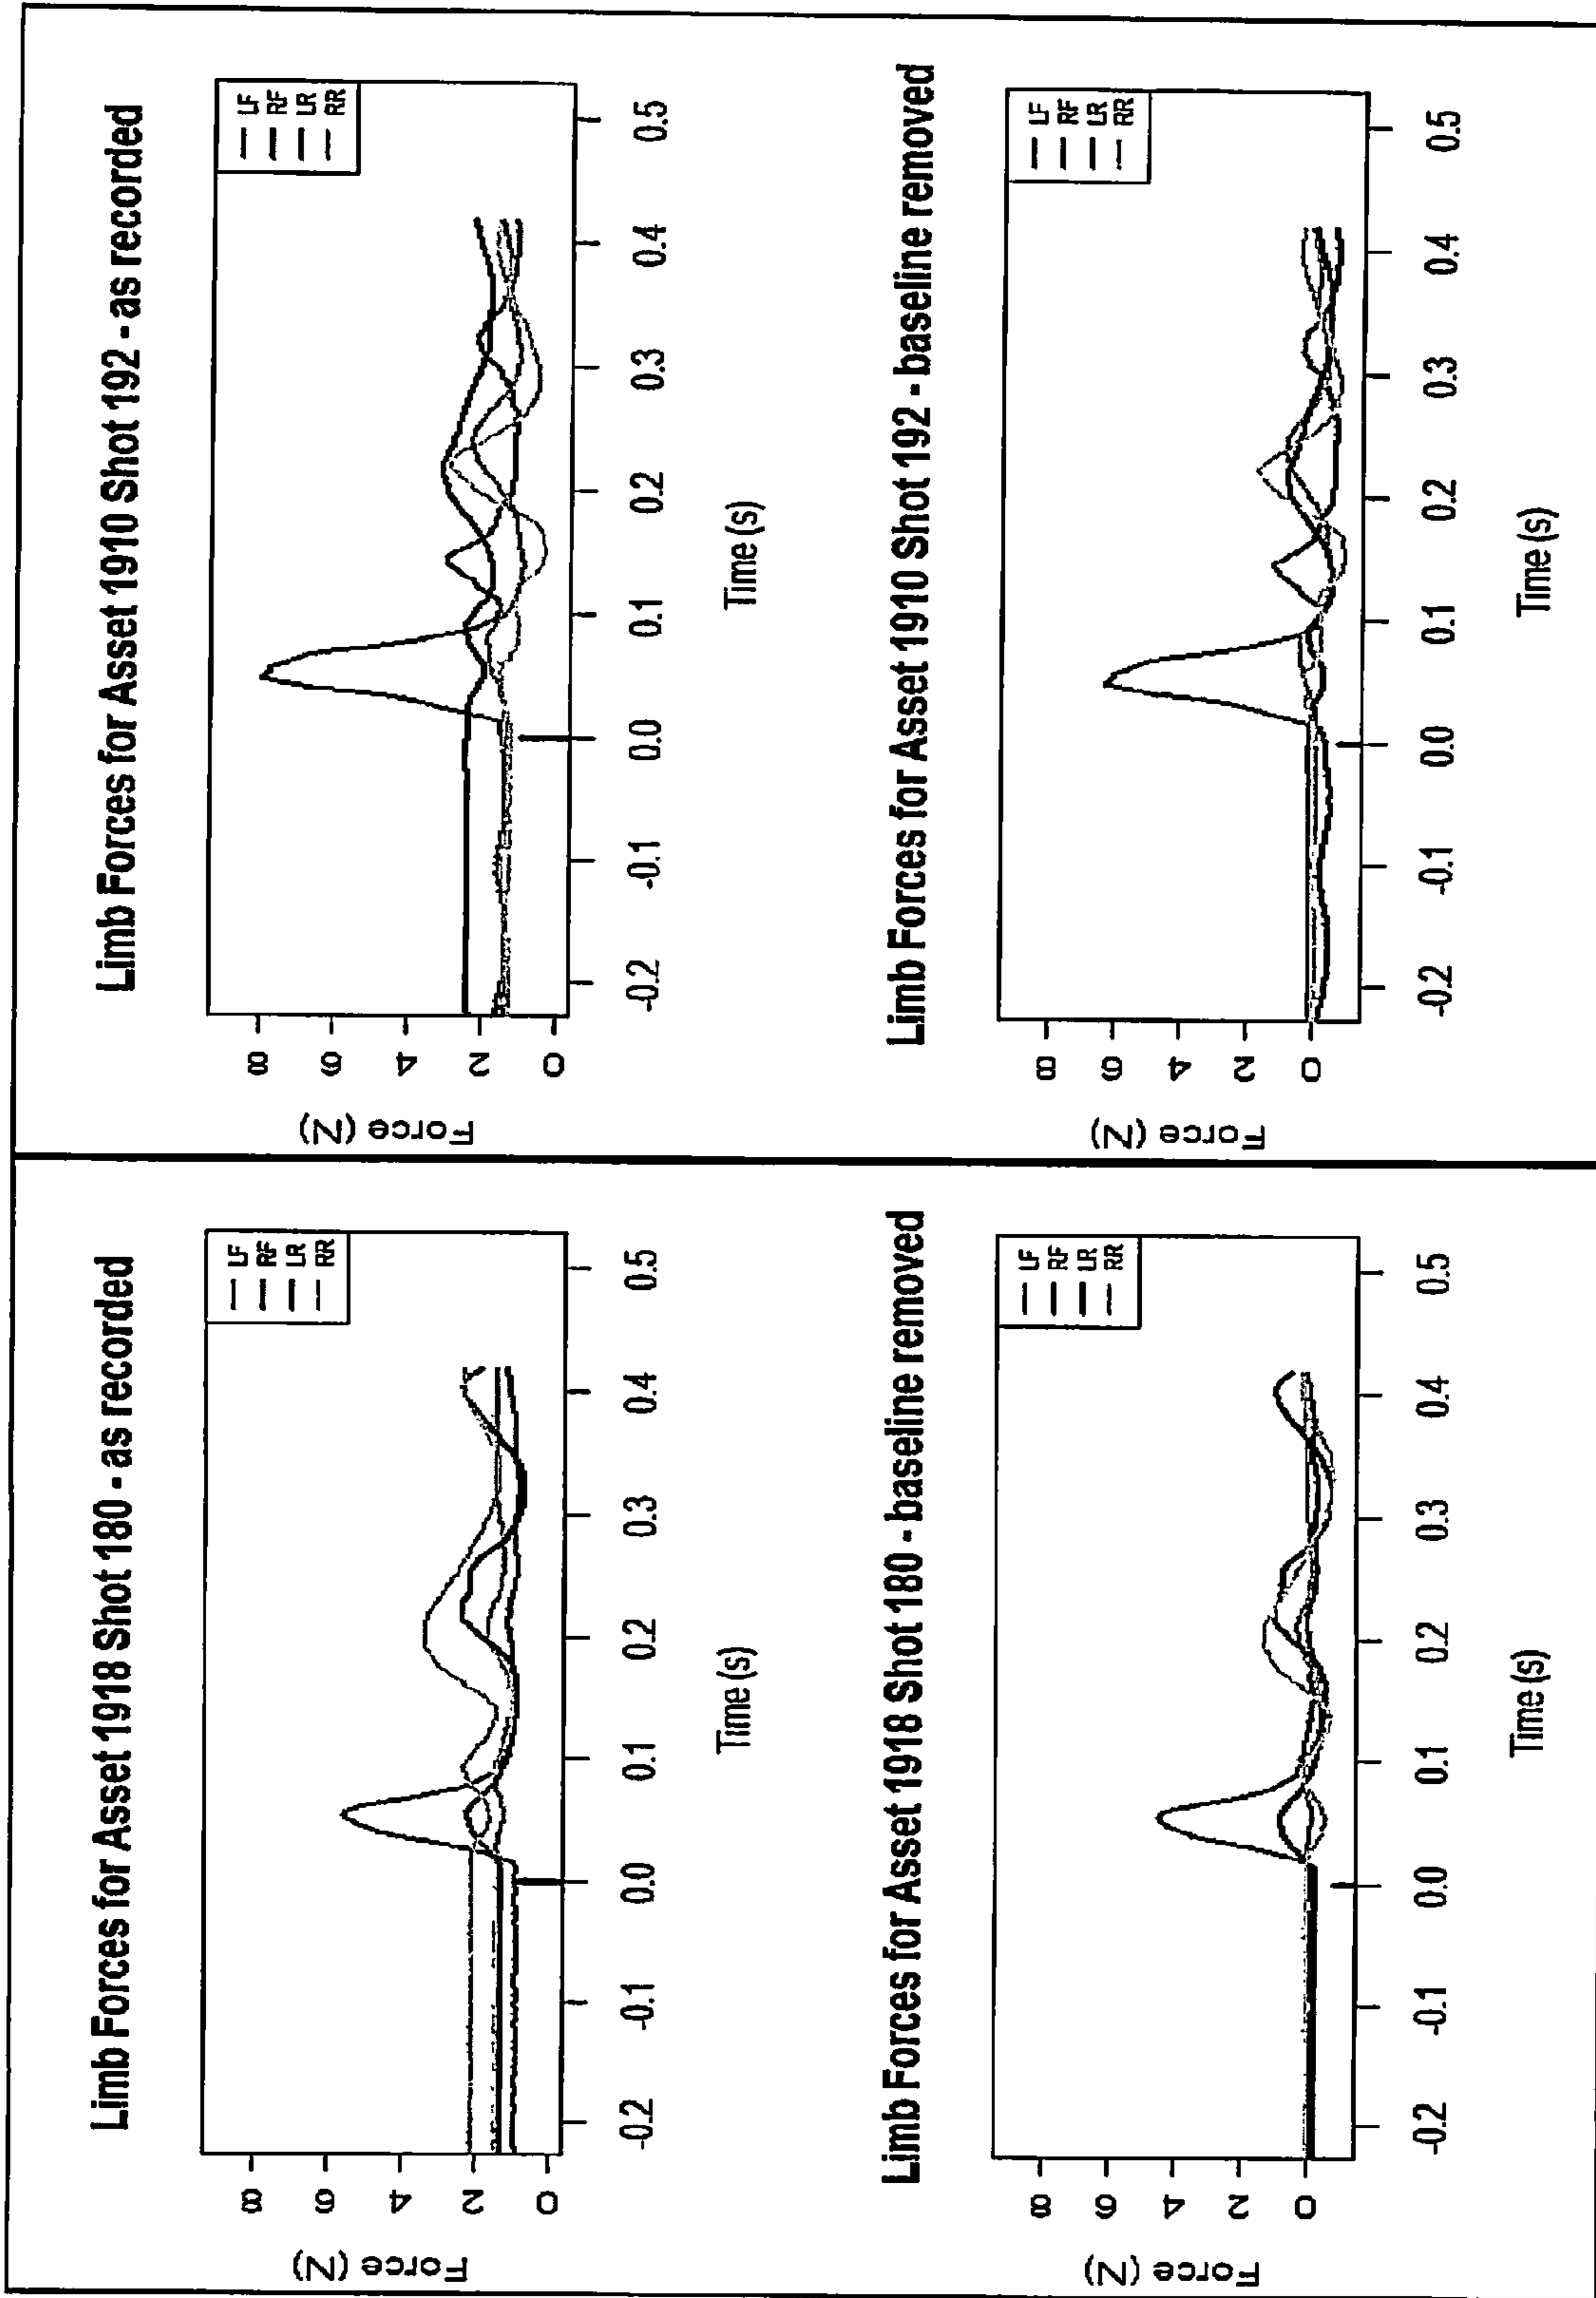 Limb Forces for Asset 1918 Shot 180 - as recorded
Force (Z)
8
6
4
2
0
LF
RF
LR
RR
-0.2 -0.1 0.0 0.1 0.2 0.3 0.4 0.5
Time (s)
Limb Forces for Asset 1910 Shot 192 - as recorded
Force (Z)
8
6
4
2
0
LF
RF
LR
RR
-0.2 -0.1 0.0 0.1 0.2 0.3 0.4 0.5
Time (s)
Limb Forces for Asset 1918 Shot 180 - baseline removed
Force (Z)
8
6
4
2
0
LF
RF
LR
RR
-0.2 -0.1 0.0 0.1 0.2 0.3 0.4 0.5
Time (s)
Limb Forces for Asset 1910 Shot 192 - baseline removed
Force (Z)
8
6
4
2
0
LF
RF
LR
RR
-0.2 -0.1 0.0 0.1 0.2 0.3 0.4 0.5
Time (s)